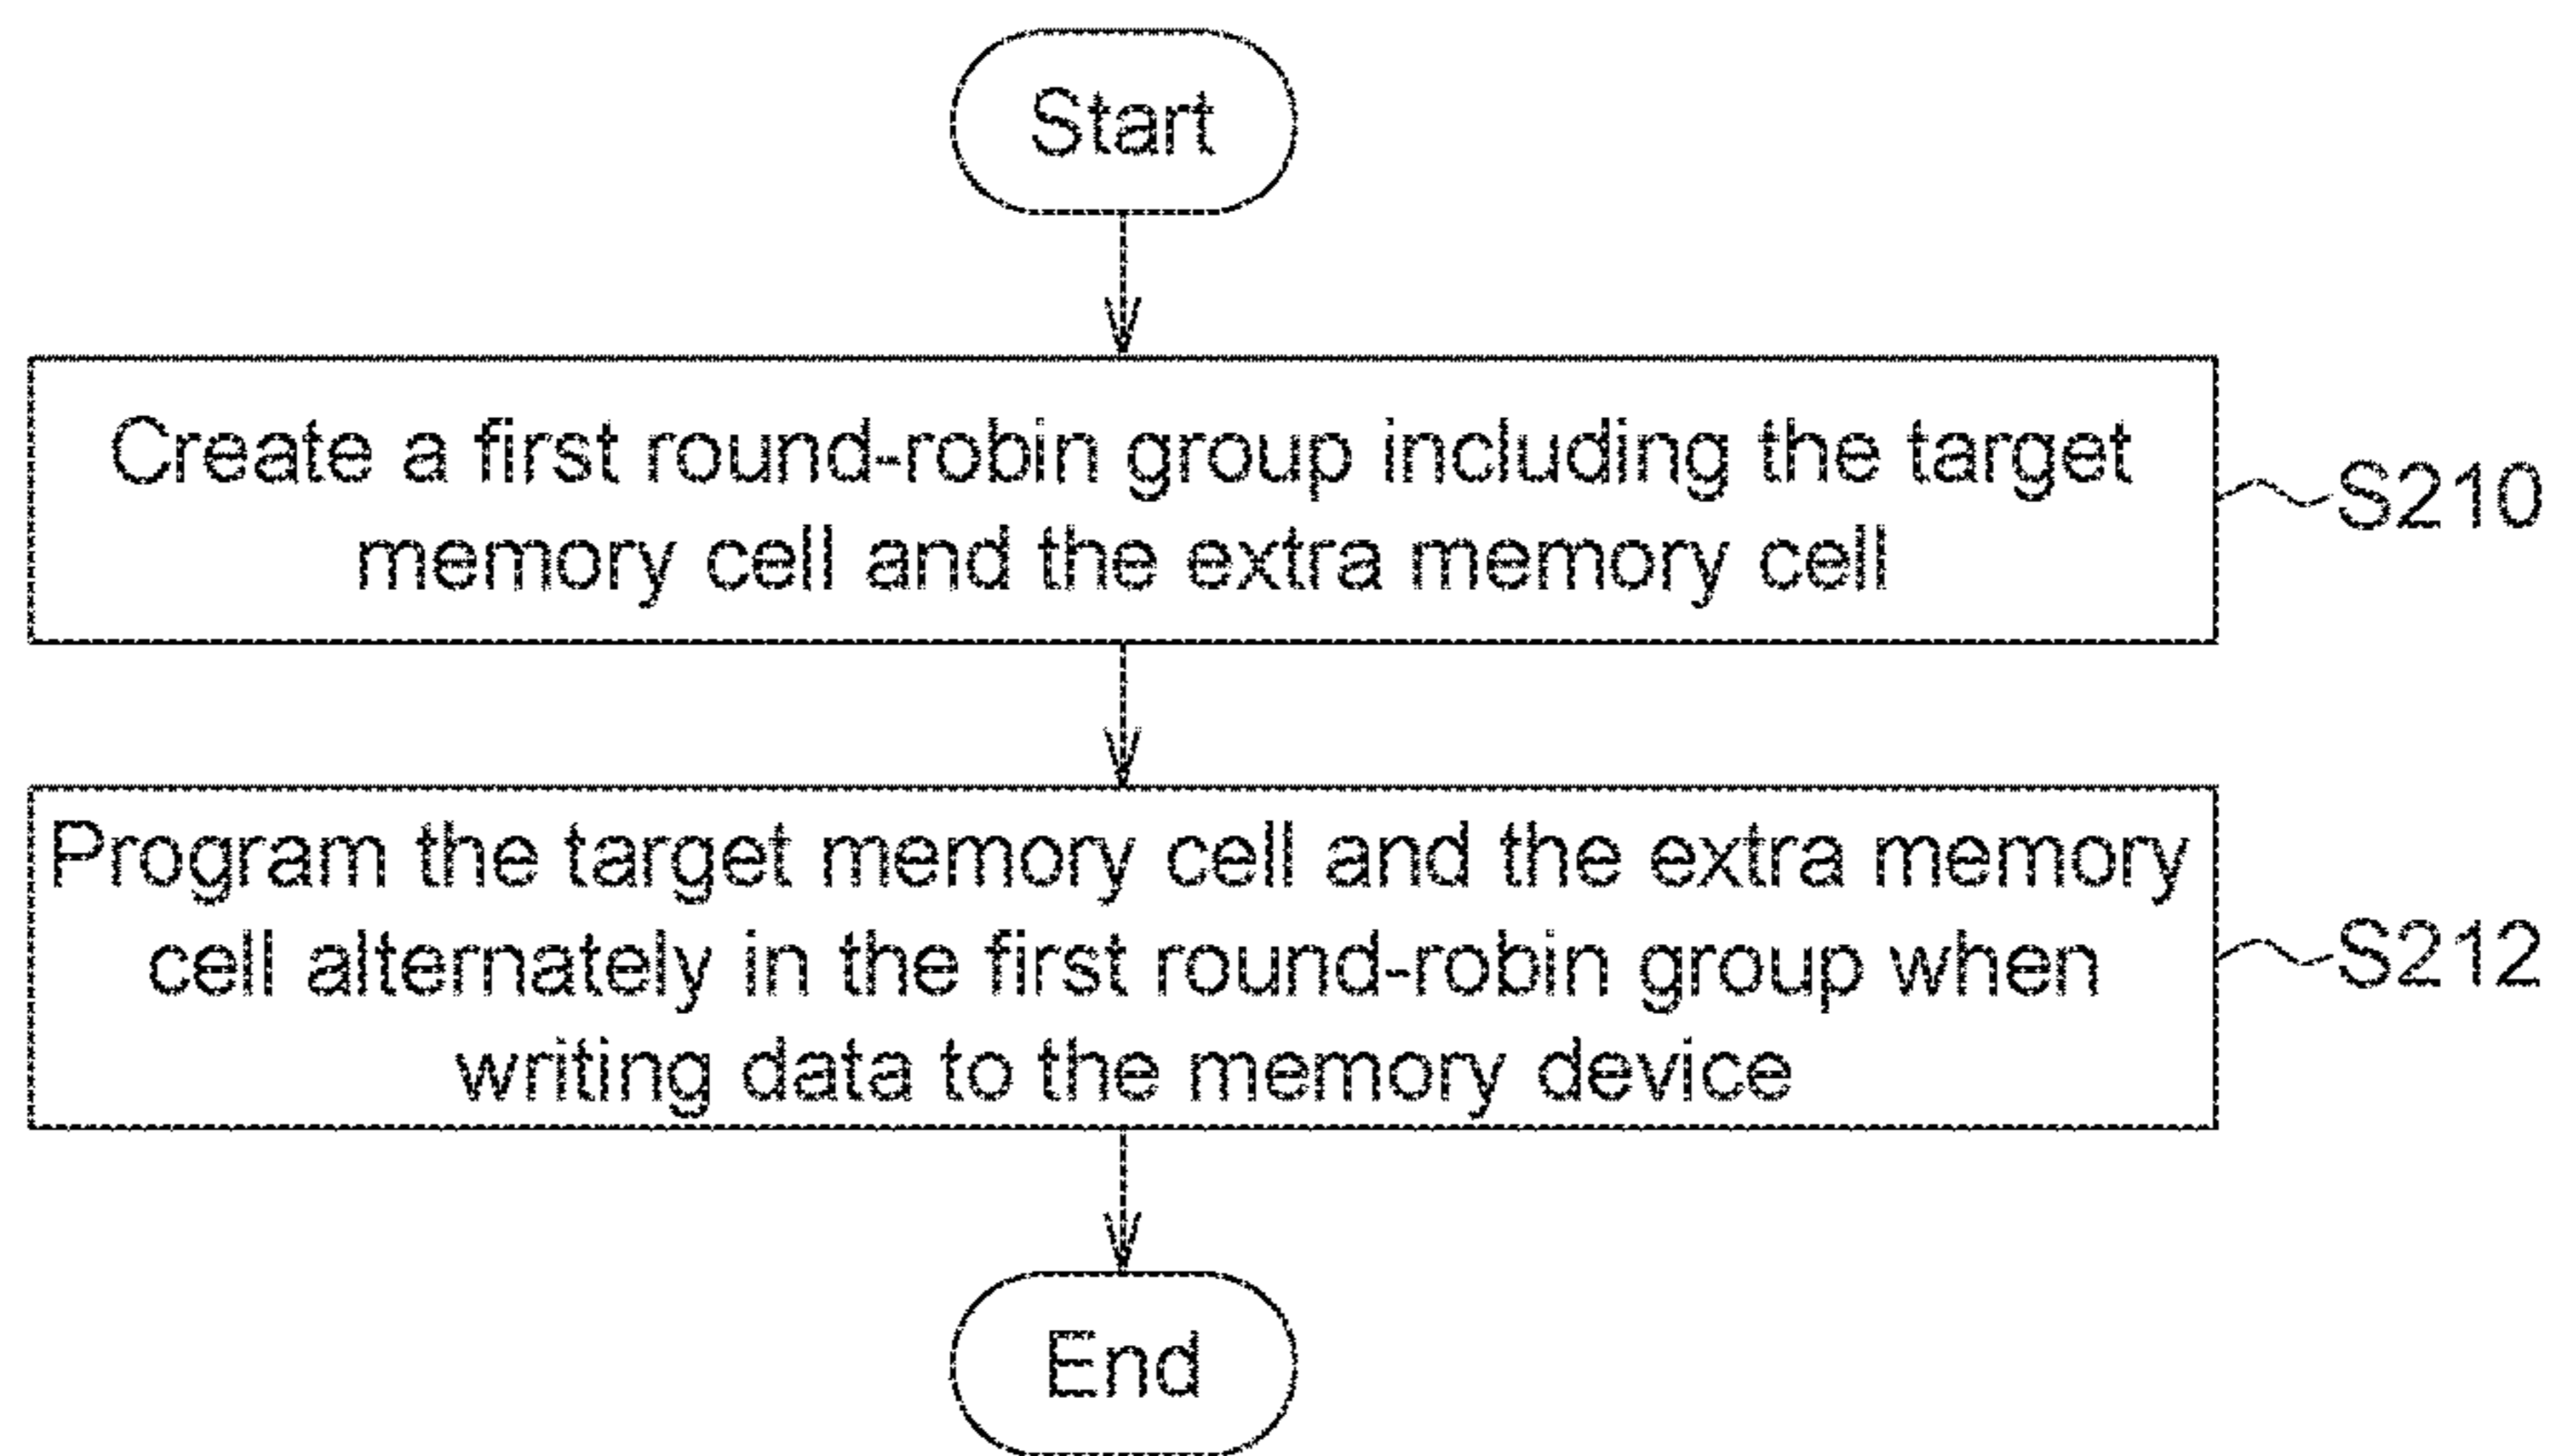 Start
Create a first round-robin group including the target
memory cell and the extra memory cell
S210
Program the target memory cell and the extra memory
cell alternately in the first round-robin group when
writing data to the memory device
S212
End